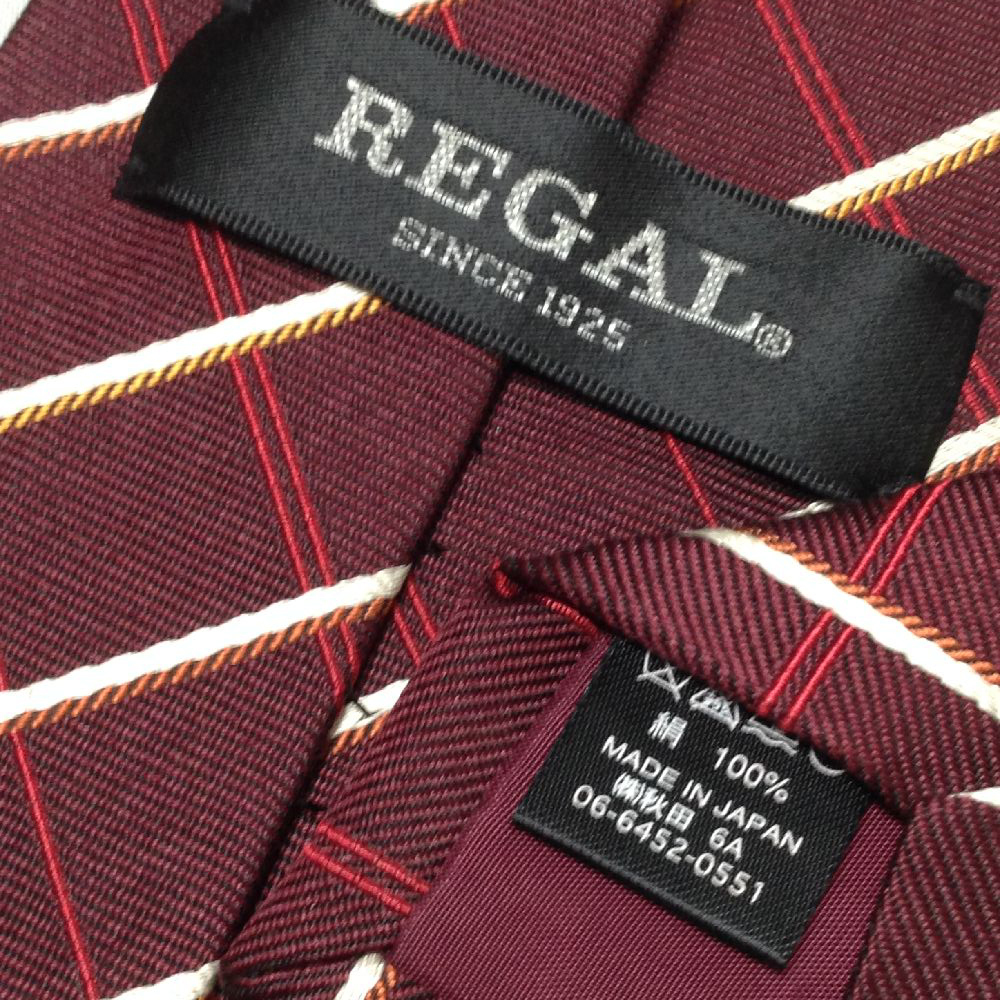 REGAL®
SINCE 1925
絹 100%
MADE IN JAPAN
㈱秋田 6A
06-6452-0551